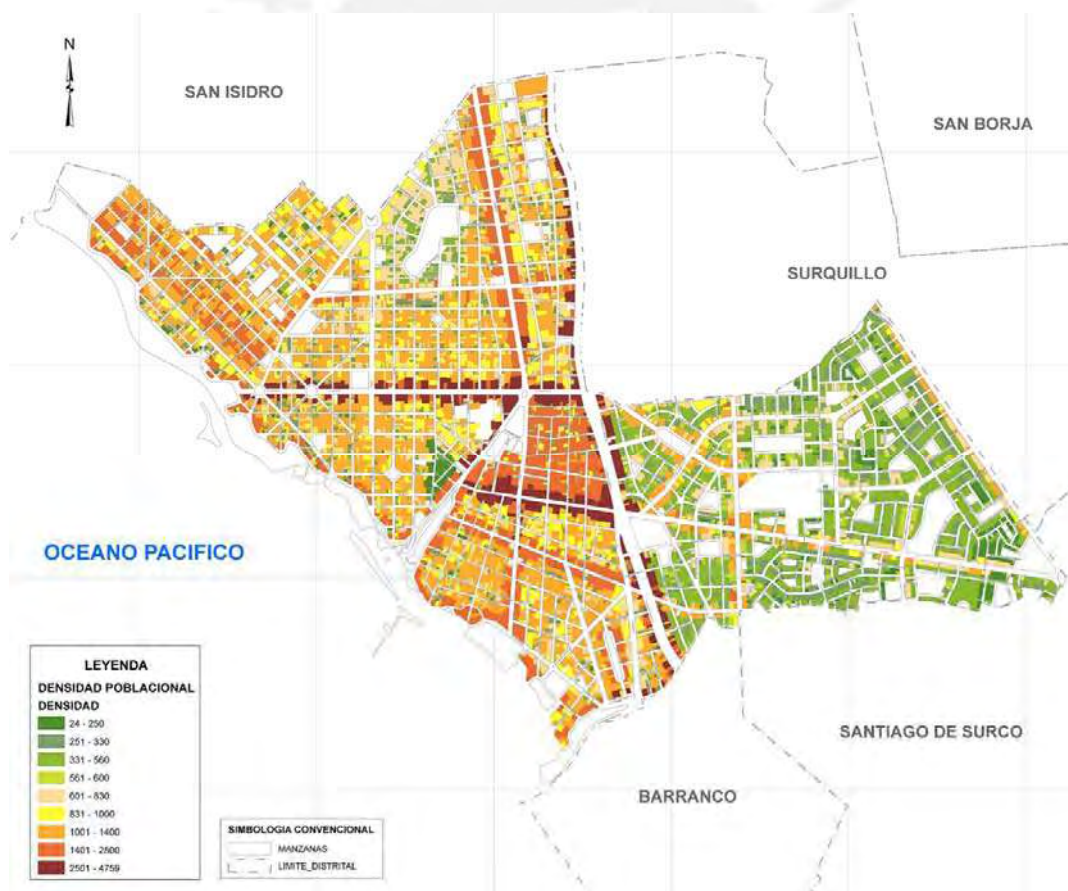 N
SAN ISIDRO
SAN BORJA
SURQUILLO
OCEANO PACIFICO
SANTIAGO DE SURCO
BARRANCO
LEYENDA
DENSIDAD POBLACIONAL
DENSIDAD
24 - 250
251 - 330
331 - 560
561 - 600
601 - 830
831 - 1000
1001 - 1400
1401 - 2800
2501 - 4759
SIMBOLOGIA CONVENCIONAL
MANZANAS
LIMITE_DISTRITAL